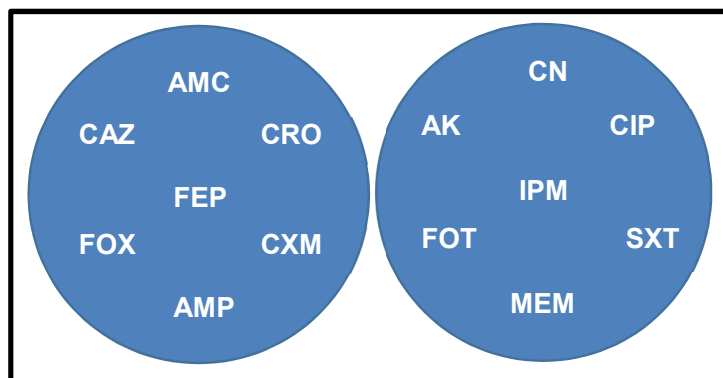 AMC
CAZ CRO
FEP
FOX CXM
AMP
CN
AK CIP
IPM
FOT SXT
MEM